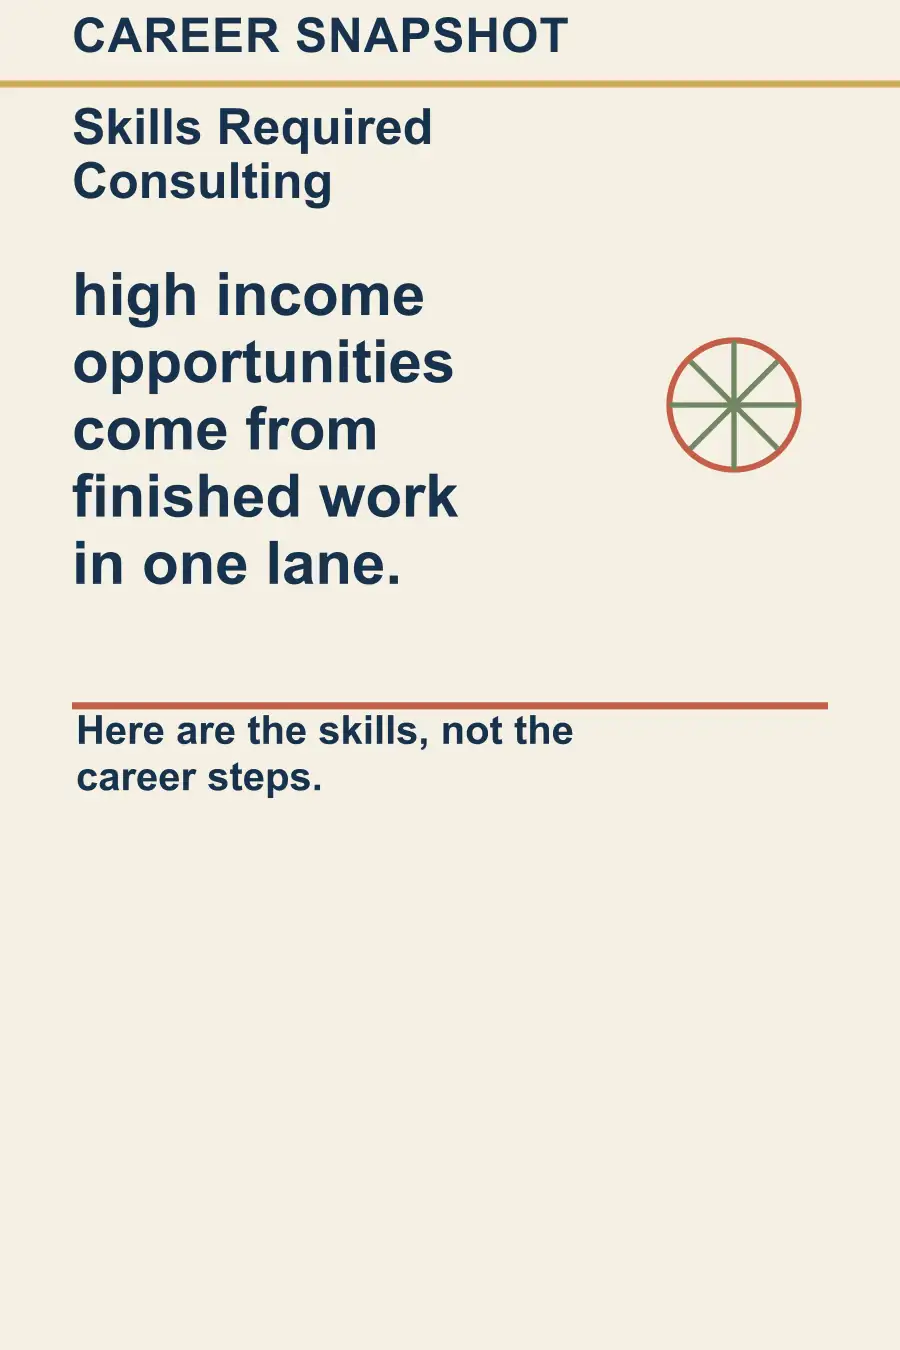 CAREER SNAPSHOT
Skills Required
Consulting
high income
opportunities
come from
finished work
in one lane.
Here are the skills, not the
career steps.